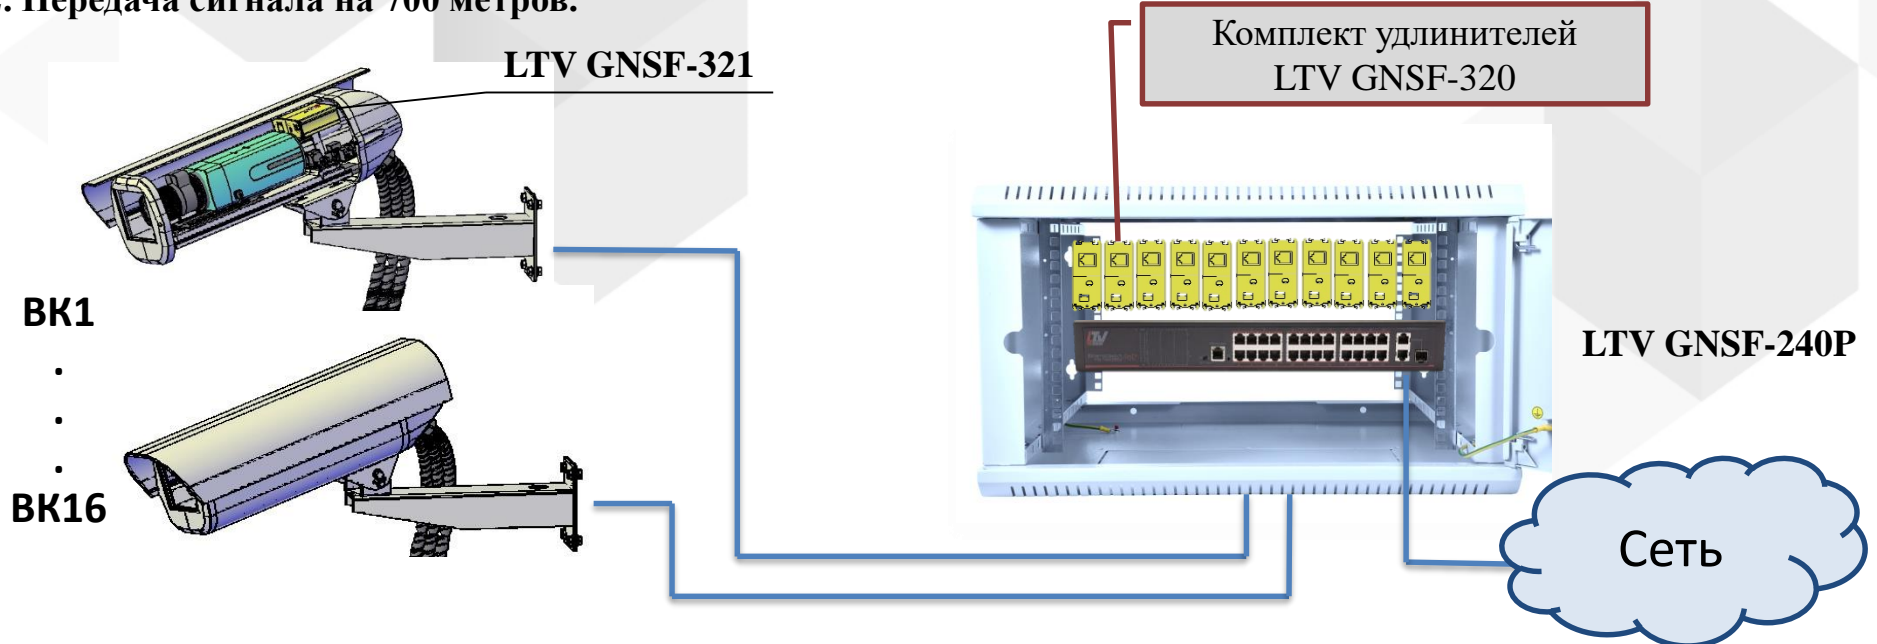 . Передача сигнала на 700 метров.
LTV GNSF-321
Комплект удлинителей
LTV GNSF-320
ВК1
.
.
.
ВК16
LTV
LTV GNSF-240P
Сеть